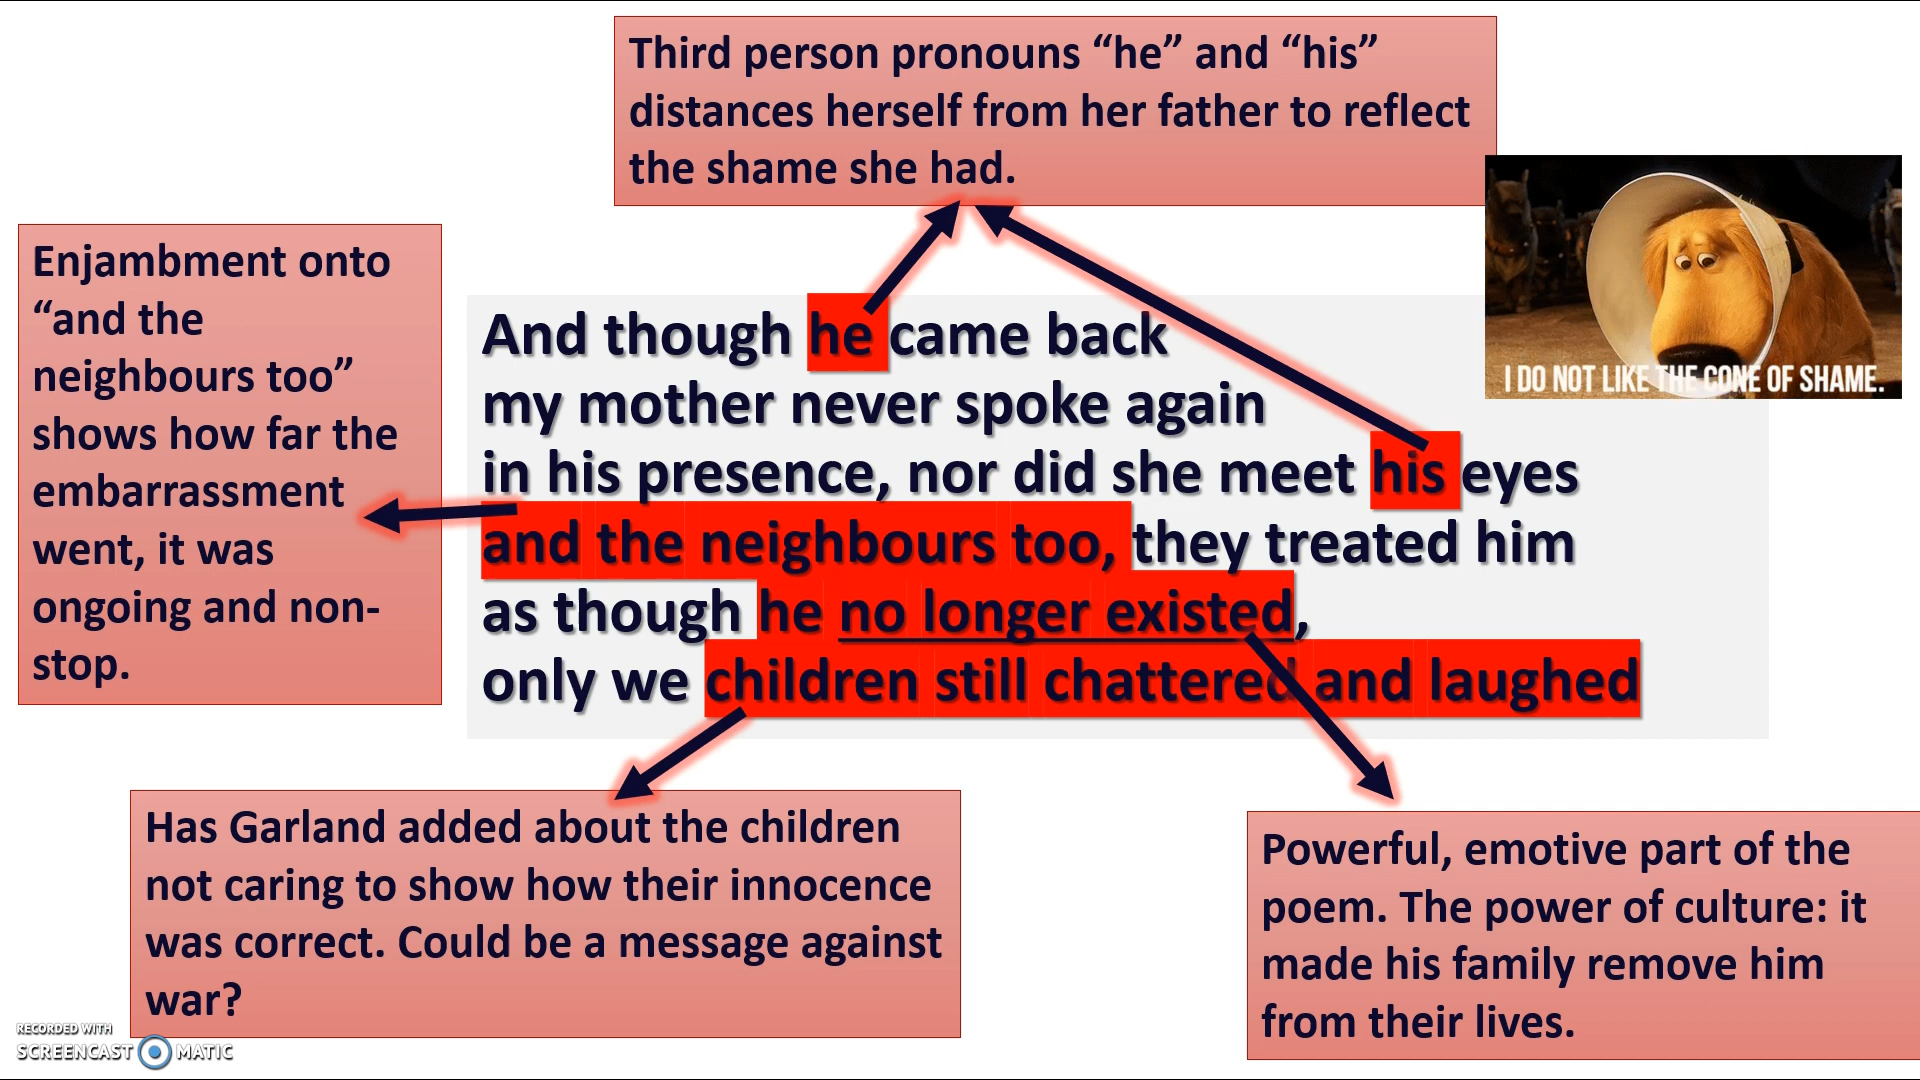 Third person pronouns “he” and “his”
distances herself from her father to reflect
the shame she had.
I DO NOT LIKE THE CONE OF SHAME.
Enjambment onto
“and the
neighbours too”
shows how far the
embarrassment
went, it was
ongoing and non-
stop.
And though he came back
my mother never spoke again
in his presence, nor did she meet his eyes
and the neighbours too, they treated him
as though he no longer existed,
only we children still chattered and laughed
Has Garland added about the children
not caring to show how their innocence
was correct. Could be a message against
war?
Powerful, emotive part of the
poem. The power of culture: it
made his family remove him
from their lives.
RECORDED WITH
SCREENCAST MATIC